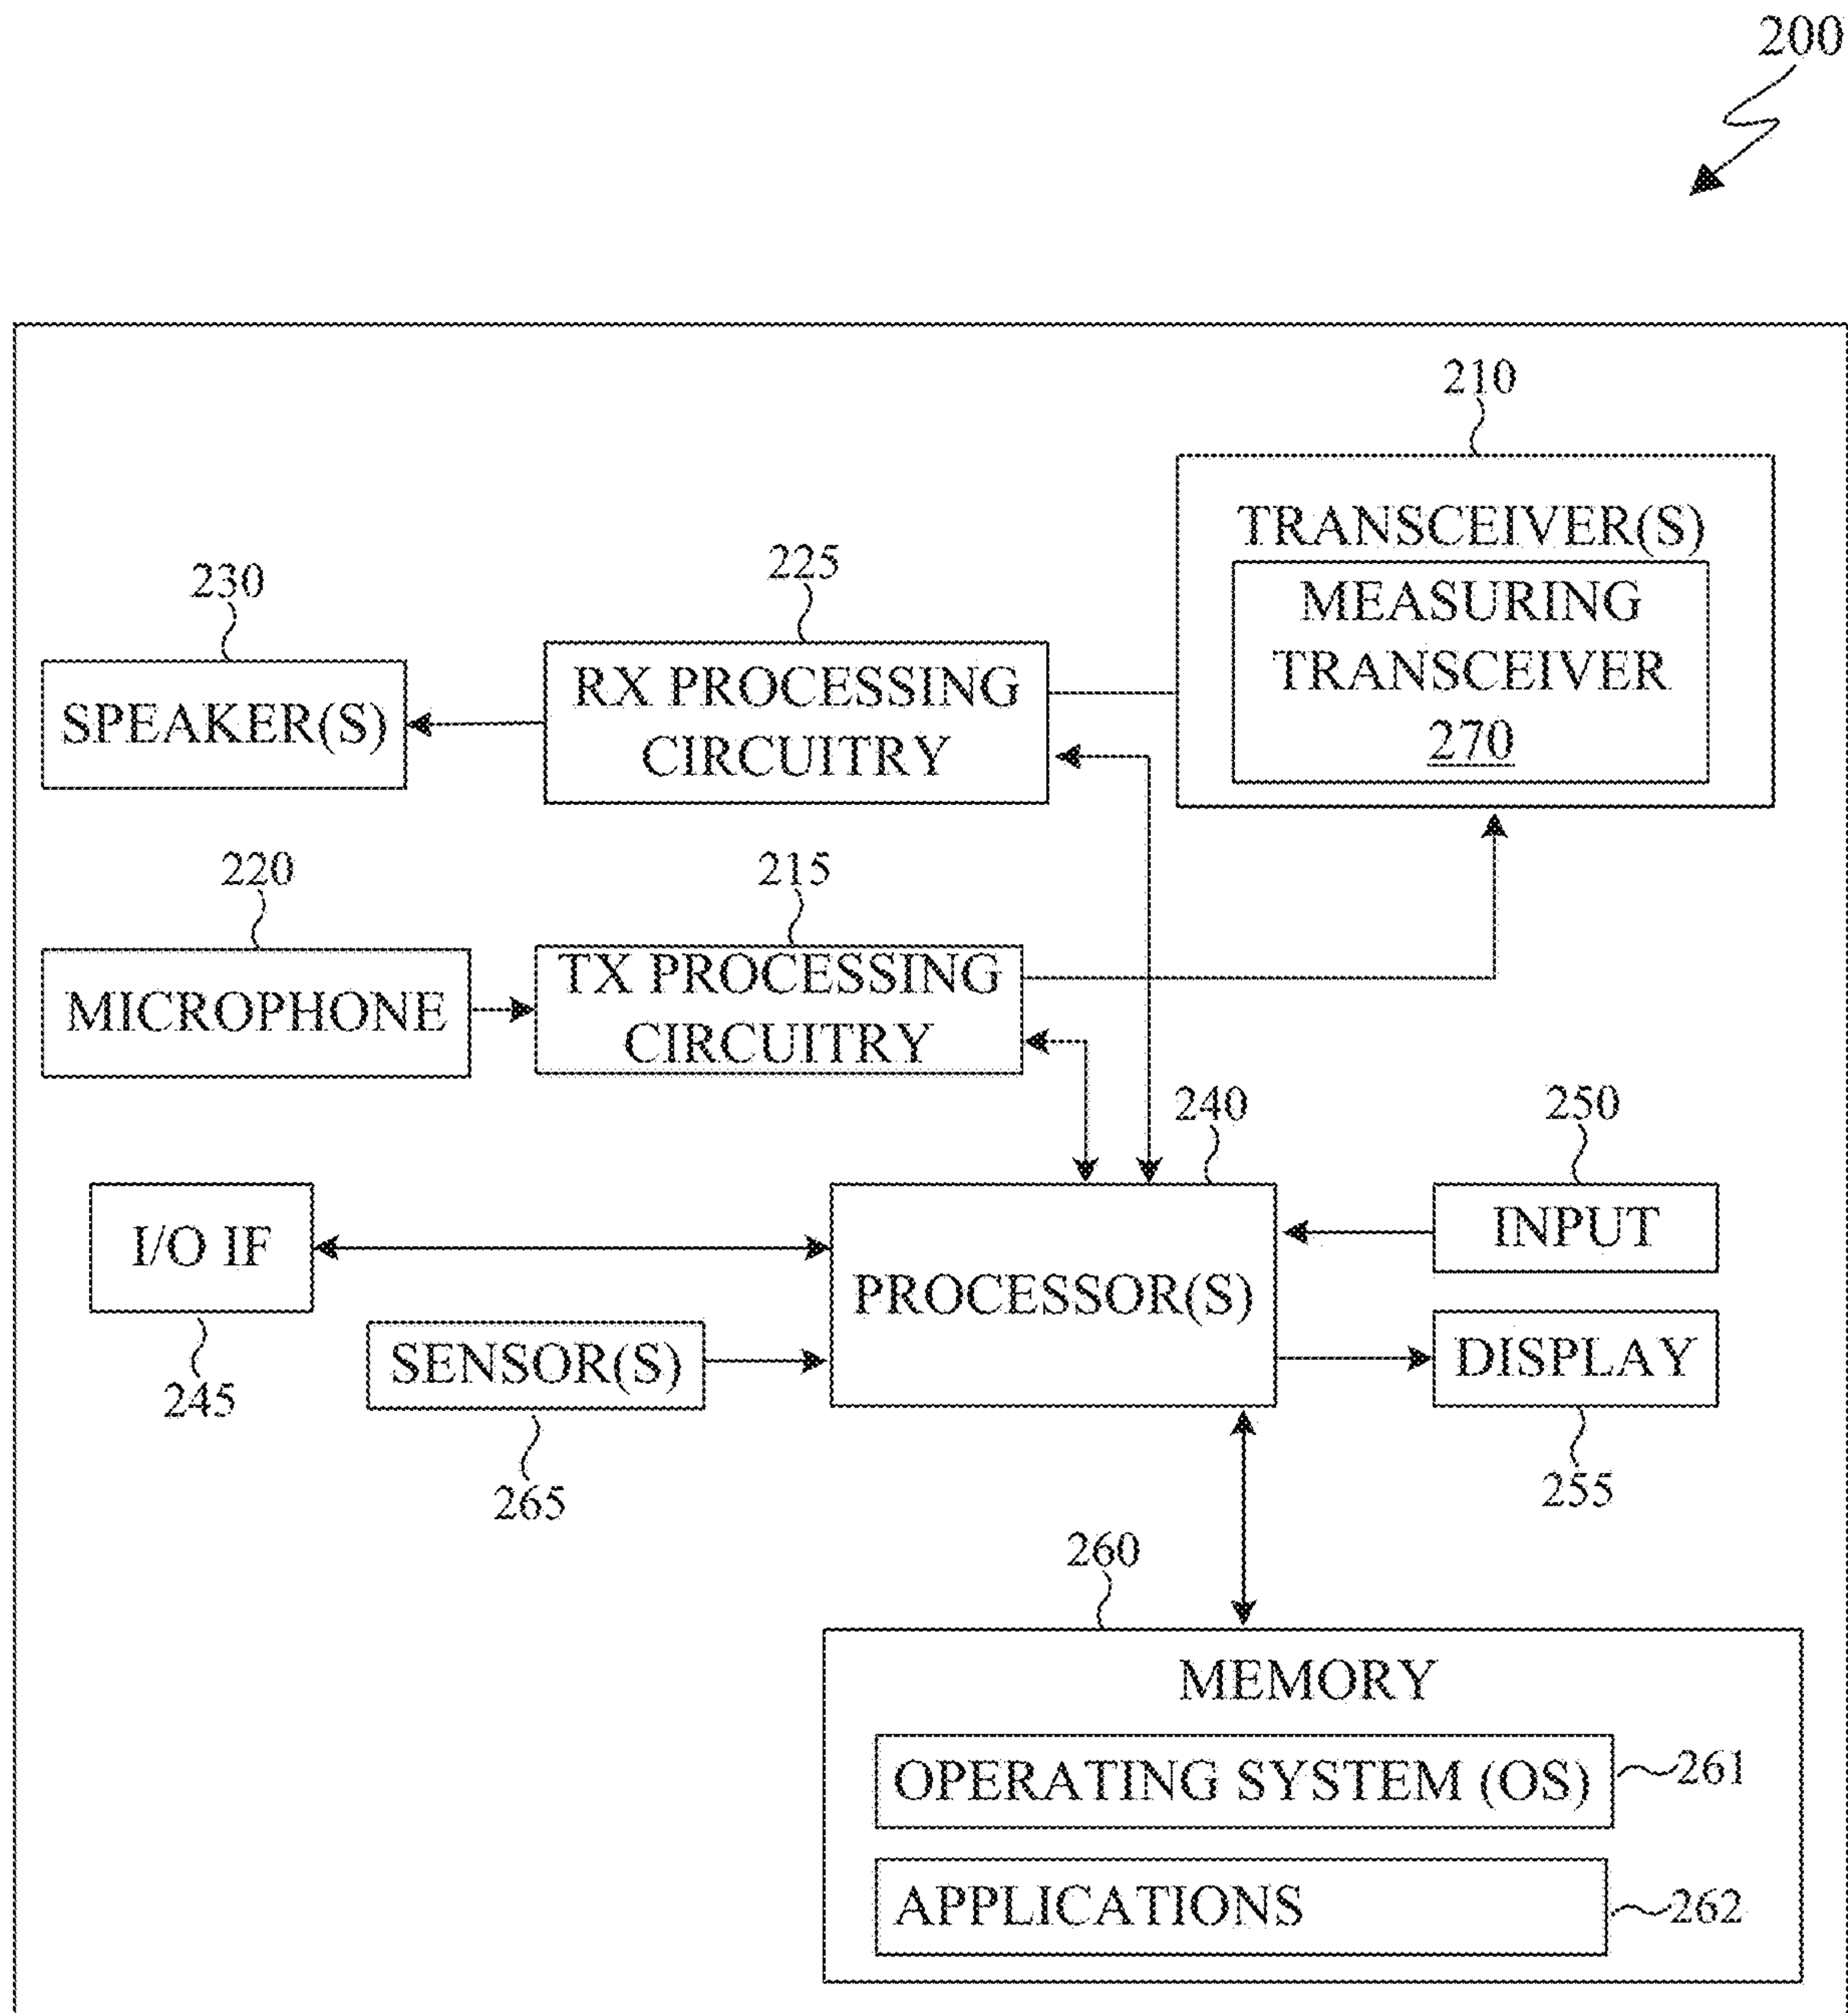 200
210
TRANSCEIVER(S)
MEASURING
TRANSCEIVER
270
225
RX PROCESSING
CIRCUITRY
230
SPEAKER(S)
220
MICROPHONE
215
TX PROCESSING
CIRCUITRY
240
PROCESSOR(S)
250
INPUT
I/O IF
245
SENSOR(S)
265
DISPLAY
255
260
MEMORY
OPERATING SYSTEM (OS)
261
APPLICATIONS
262